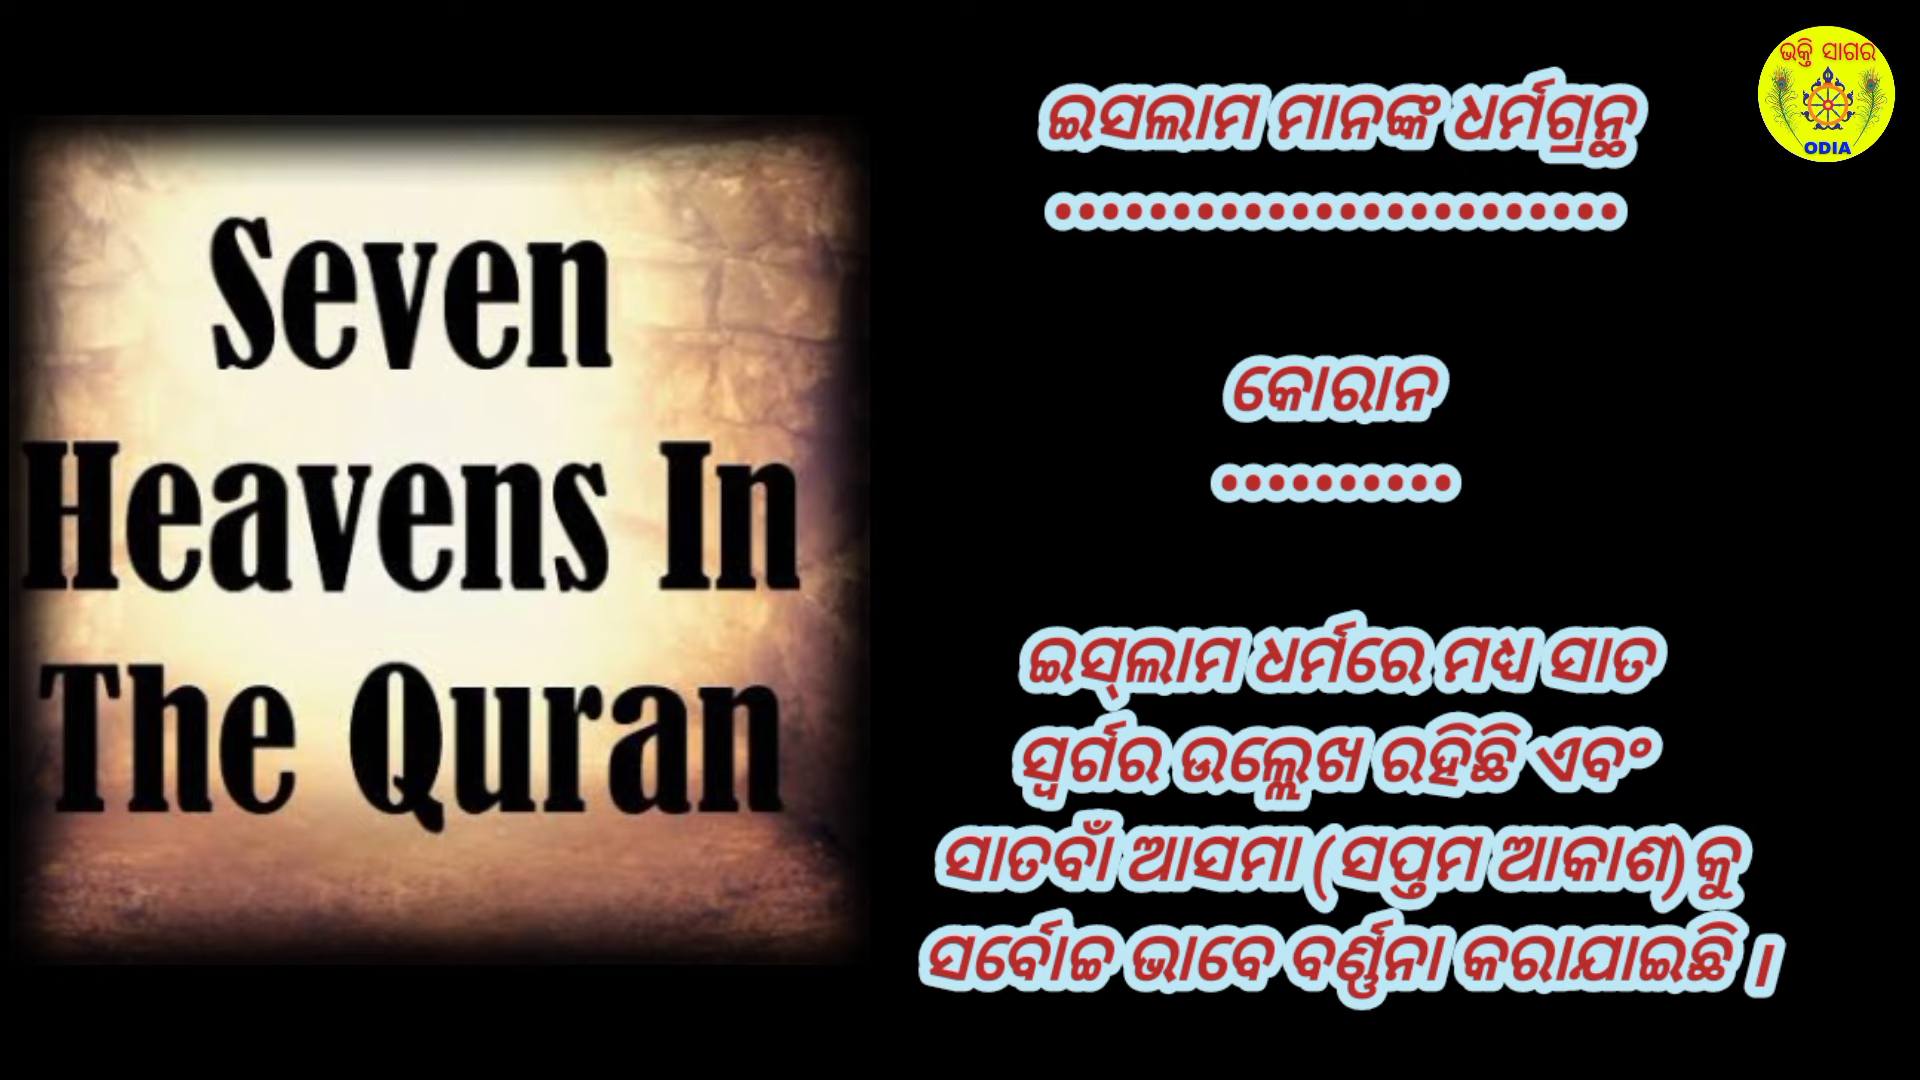 Seven
Heavens In
The Quran
ଇସଲାମ ମାନଙ୍କ ଧର୍ମଗ୍ରନ୍ଥ
••••••••••••••••••••••••
କୋରାନ
••••••••••
ଇସ୍‌ଲାମ ଧର୍ମରେ ମଧ୍ୟ ସାତ
ସ୍ୱର୍ଗର ଉଲ୍ଲେଖ ରହିଛି ଏବଂ
ସାତବାଁ ଆସମା (ସପ୍ତମ ଆକାଶ) କୁ
ସର୍ବୋଚ୍ଚ ଭାବେ ବର୍ଣ୍ଣନା କରାଯାଇଛି ।
ଭକ୍ତି ସାଗର
ODIA